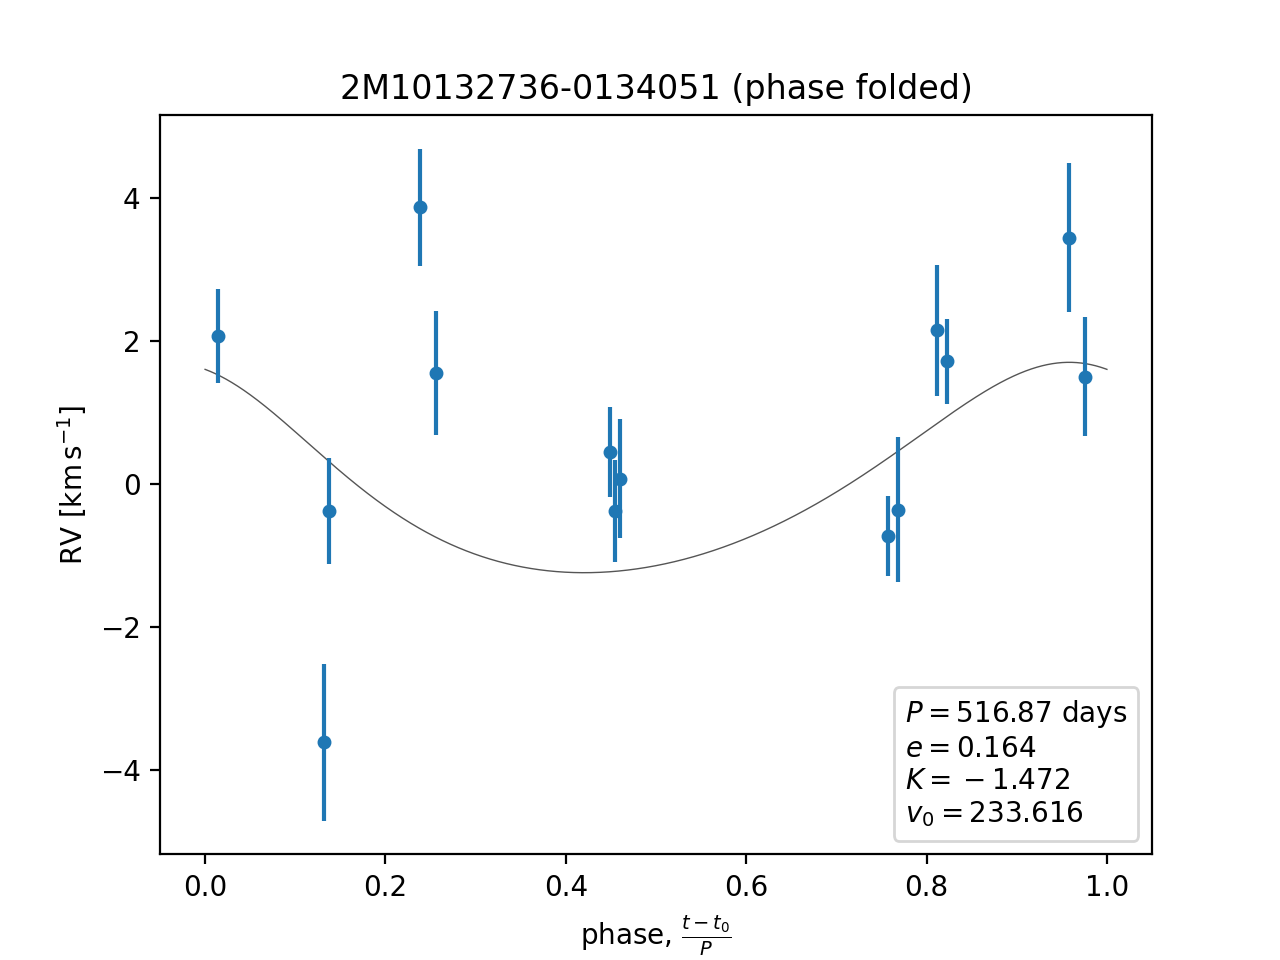 2M10132736-0134051 (phase folded)
RV [km s⁻¹]
4
2
0
−2
−4
P = 516.87 days
e = 0.164
K = −1.472
v₀ = 233.616
0.0 0.2 0.4 0.6 0.8 1.0
phase, (t − t₀)/P